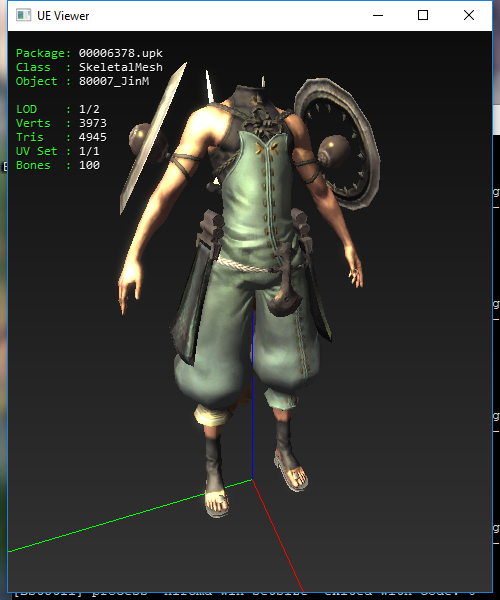 UE Viewer
Package: 00006378.upk
Class : SkeletalMesh
Object : 80007_JinM
LOD : 1/2
Verts : 3973
Tris : 4945
UV Set : 1/1
Bones : 100